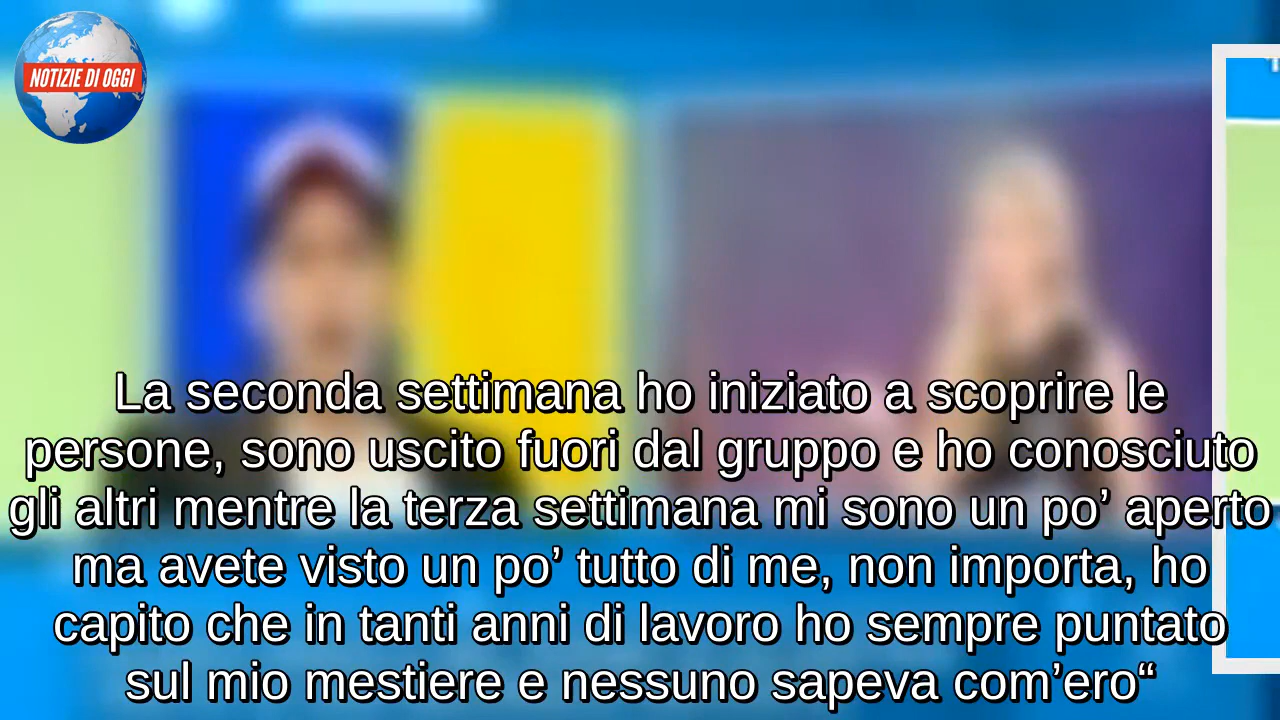 NOTIZIE DI OGGI
La seconda settimana ho iniziato a scoprire le
persone, sono uscito fuori dal gruppo e ho conosciuto
gli altri mentre la terza settimana mi sono un po’ aperto
ma avete visto un po’ tutto di me, non importa, ho
capito che in tanti anni di lavoro ho sempre puntato
sul mio mestiere e nessuno sapeva com’ero“